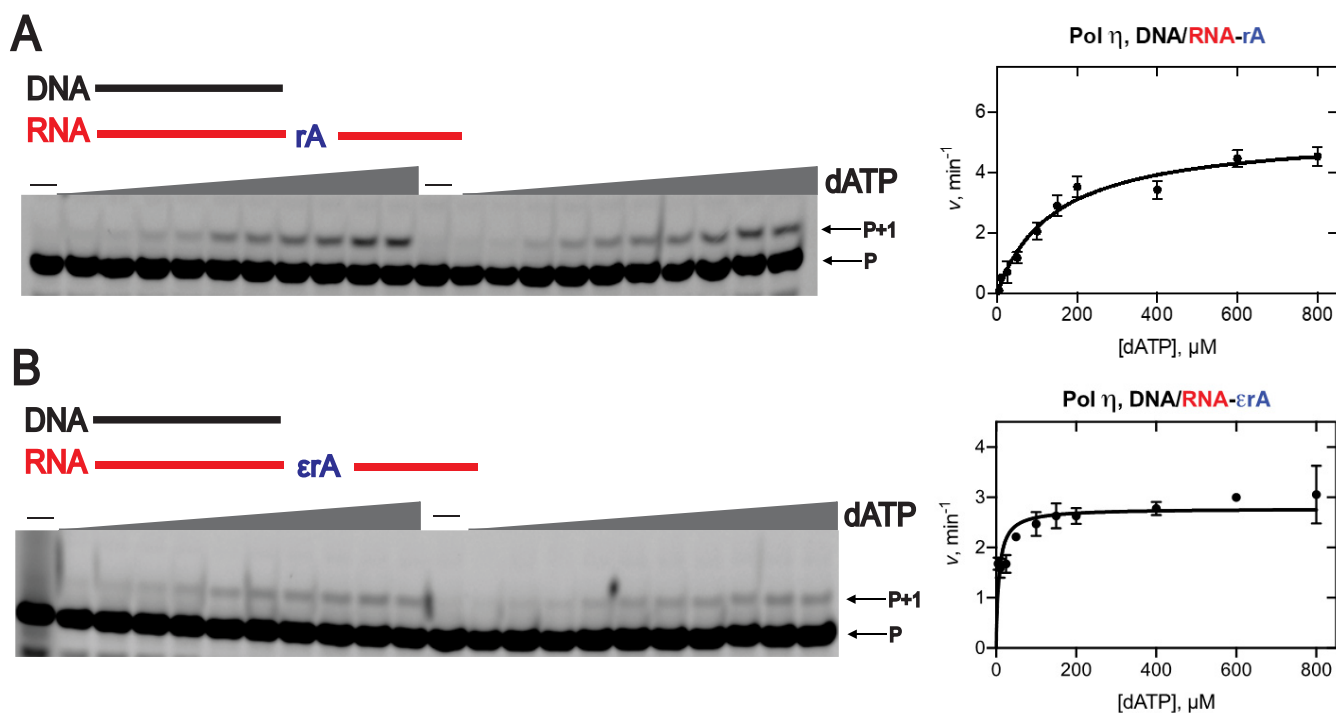 A
DNA
RNA rA
dATP
P+1
P
Pol η, DNA/RNA-rA
v, min⁻¹
6
4
2
0
0 200 400 600 800
[dATP], µM
B
DNA
RNA εrA
dATP
P+1
P
Pol η, DNA/RNA-εrA
v, min⁻¹
4
3
2
1
0
0 200 400 600 800
[dATP], µM